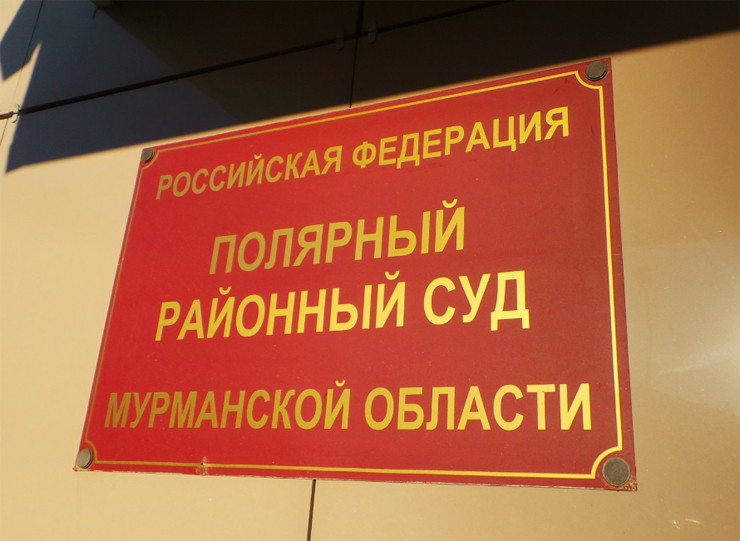 РОССИЙСКАЯ ФЕДЕРАЦИЯ
ПОЛЯРНЫЙ
РАЙОННЫЙ СУД
МУРМАНСКОЙ ОБЛАСТИ